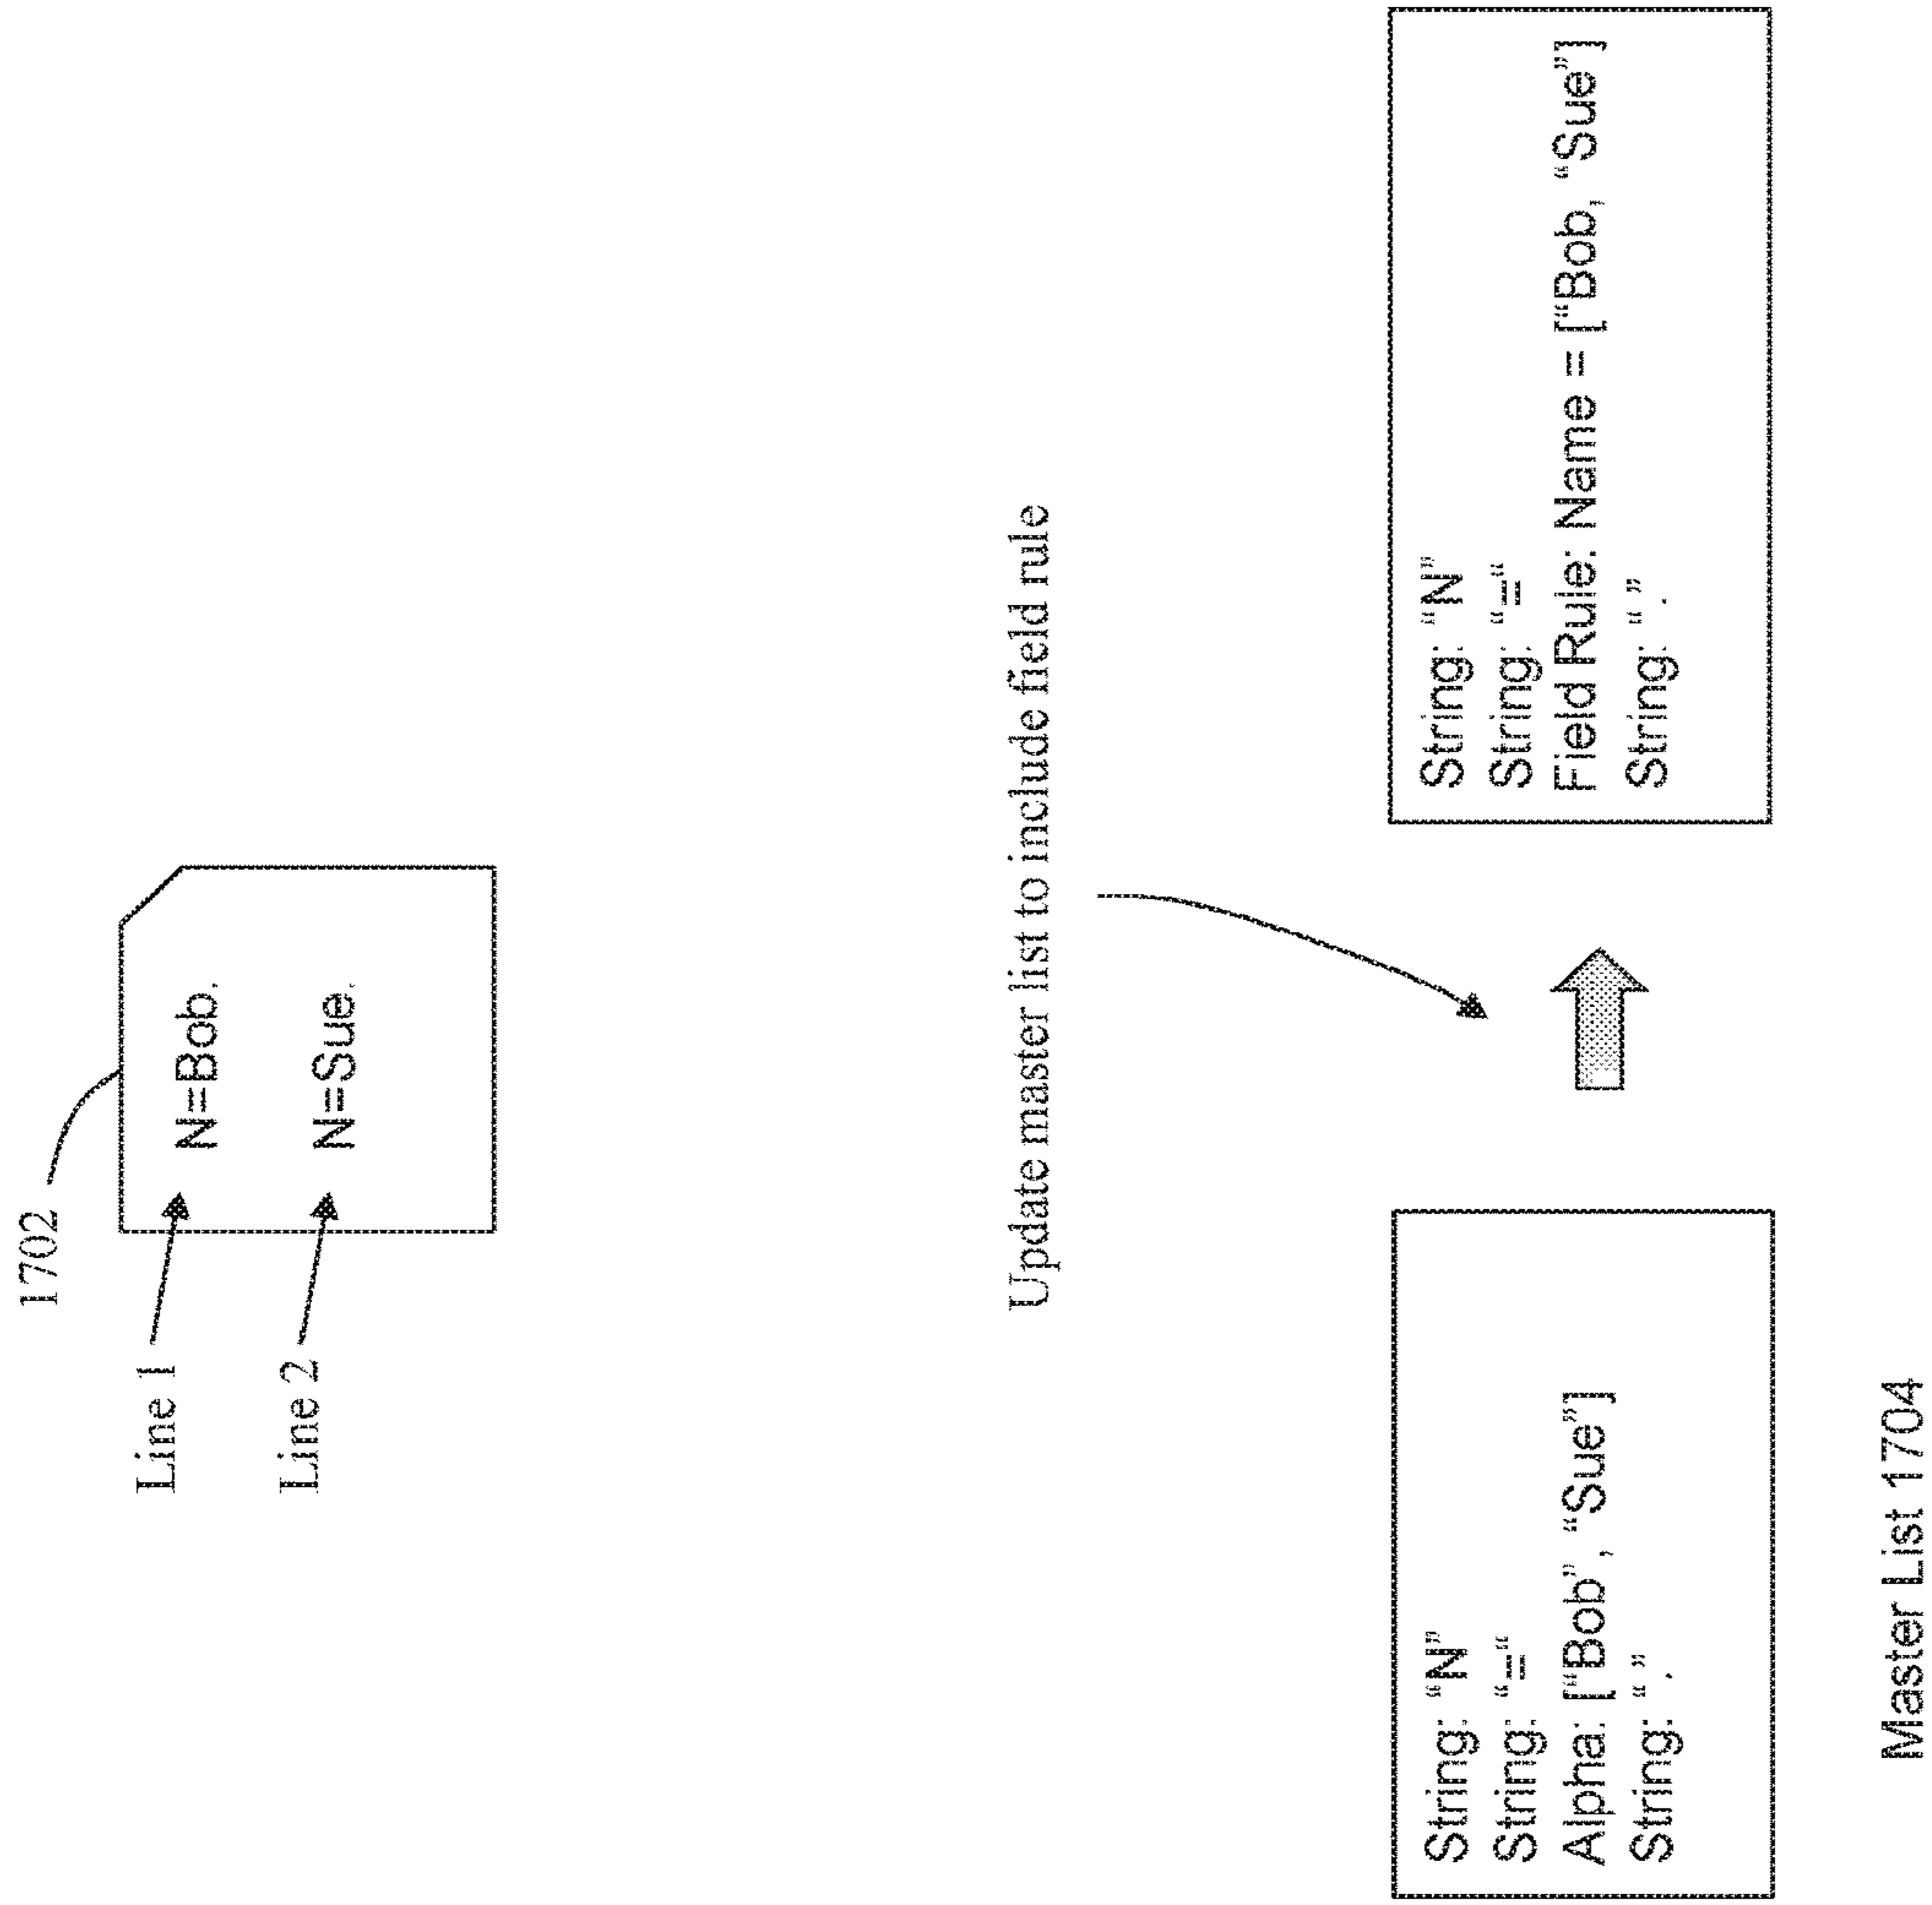 1702
Line 1
N=Bob.
Line 2
N=Sue.
Update master list to include field rule
String: “N”
String: “=“
Alpha: [“Bob”, “Sue”]
String: “.”
String: “N”
String: “=“
Field Rule: Name = [“Bob, “Sue”]
String: “.”
Master List 1704